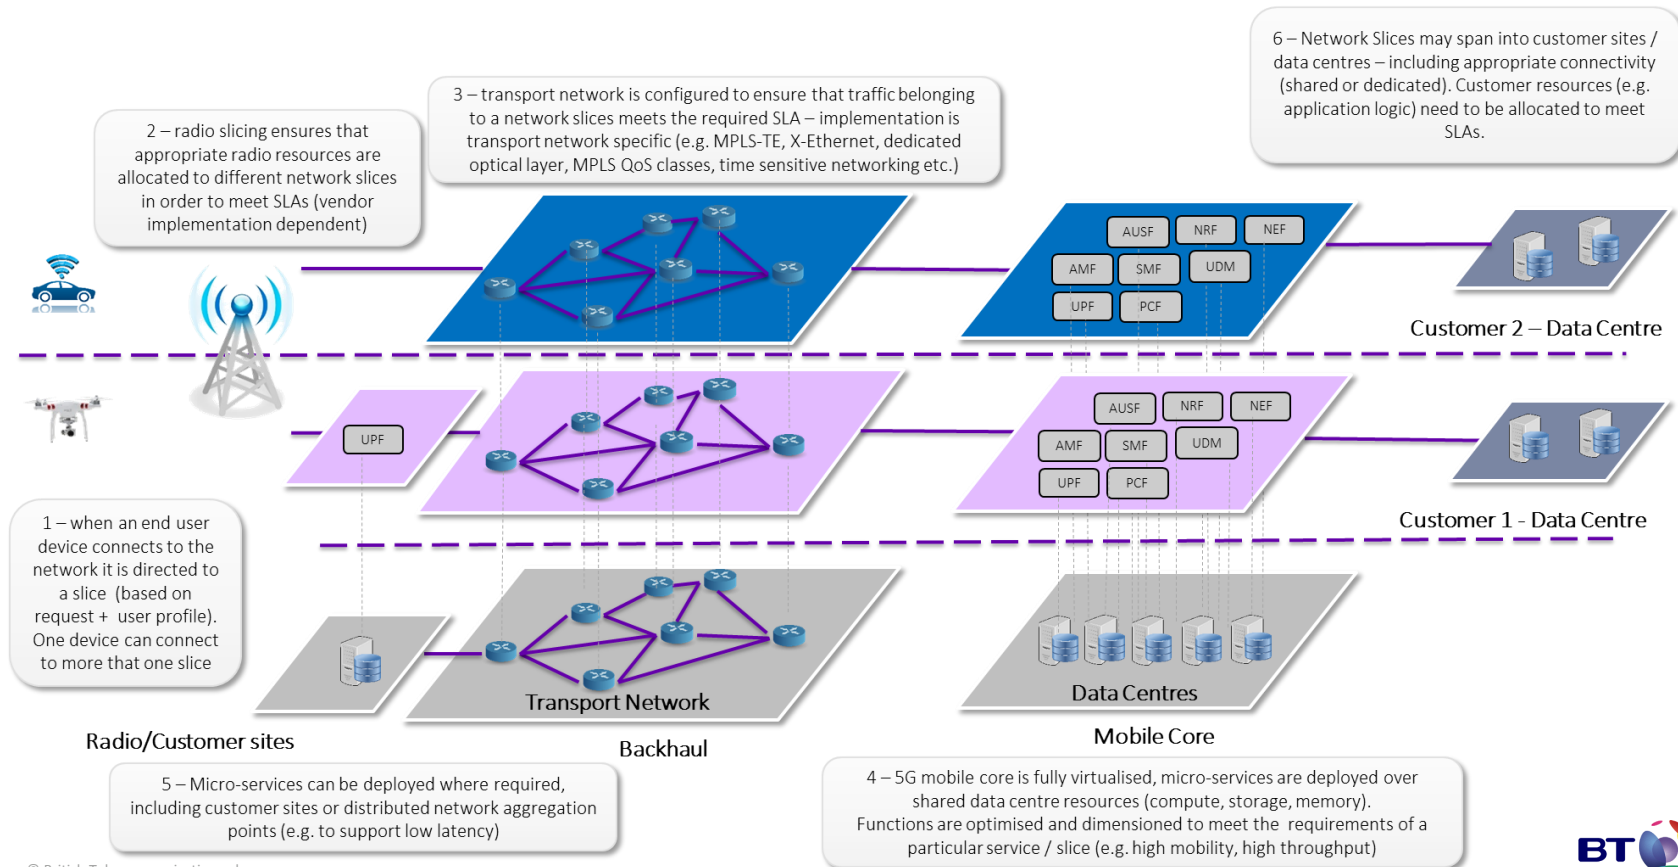 6 – Network Slices may span into customer sites /
data centres – including appropriate connectivity
(shared or dedicated). Customer resources (e.g.
application logic) need to be allocated to meet
SLAs.
3 – transport network is configured to ensure that traffic belonging
to a network slices meets the required SLA – implementation is
transport network specific (e.g. MPLS-TE, X-Ethernet, dedicated
optical layer, MPLS QoS classes, time sensitive networking etc.)
2 – radio slicing ensures that
appropriate radio resources are
allocated to different network slices
in order to meet SLAs (vendor
implementation dependent)
AUSF NRF NEF
AMF SMF UDM
UPF PCF
Customer 2 – Data Centre
UPF
AUSF NRF NEF
AMF SMF UDM
UPF PCF
Customer 1 - Data Centre
1 – when an end user
device connects to the
network it is directed to
a slice (based on
request + user profile).
One device can connect
to more that one slice
Transport Network
Data Centres
Radio/Customer sites
Backhaul
Mobile Core
5 – Micro-services can be deployed where required,
including customer sites or distributed network aggregation
points (e.g. to support low latency)
4 – 5G mobile core is fully virtualised, micro-services are deployed over
shared data centre resources (compute, storage, memory).
Functions are optimised and dimensioned to meet the requirements of a
particular service / slice (e.g. high mobility, high throughput)
BT
© British Telecommunications plc